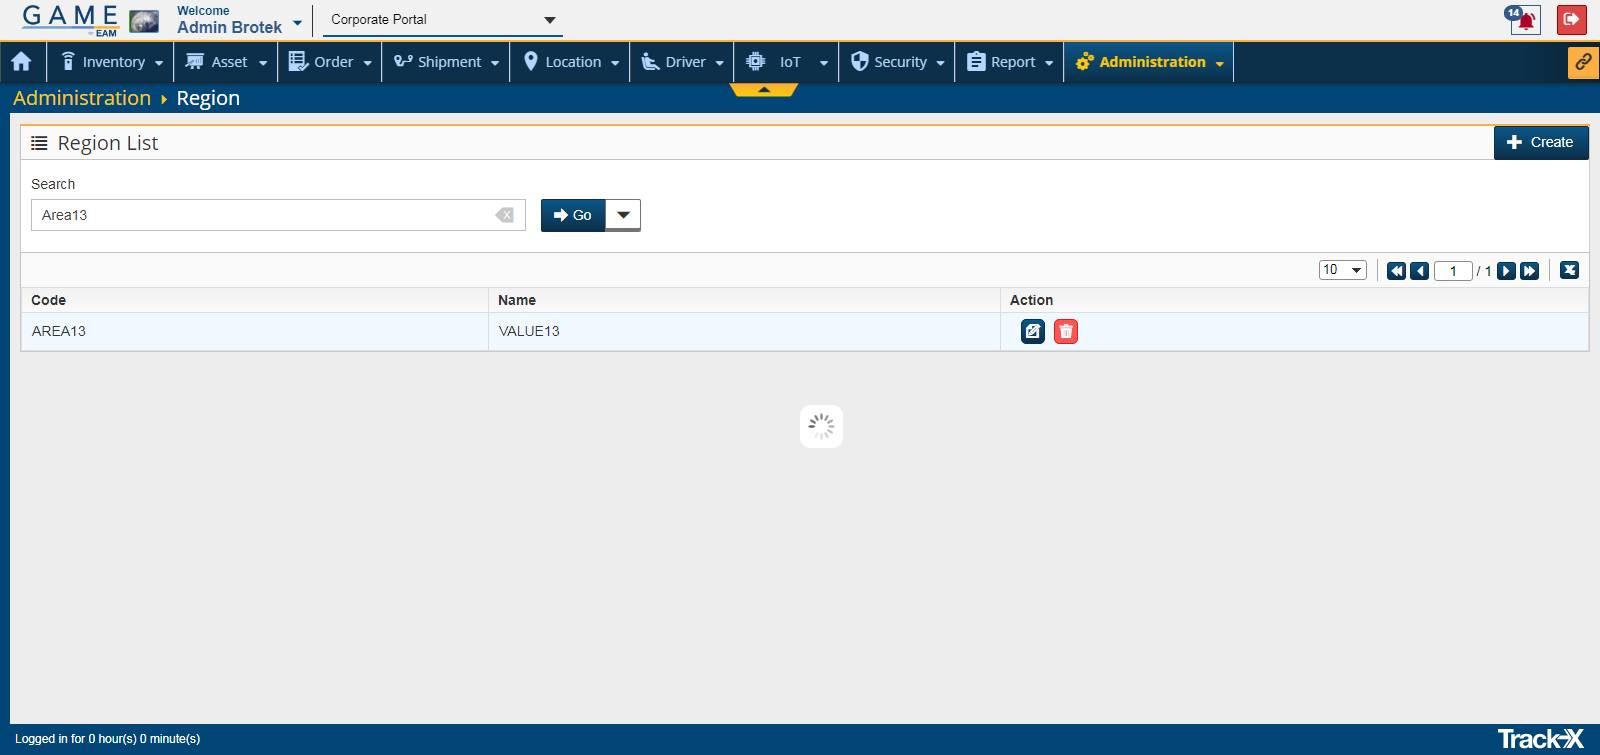 GAME
by EAM
Welcome
Admin Brotek
Corporate Portal
14
Inventory
Asset
Order
Shipment
Location
Driver
IoT
Security
Report
Administration
Administration Region
Region List
Create
Search
Area13
Go
10
1 / 1
Code Name Action
AREA13 VALUE13
Logged in for 0 hour(s) 0 minute(s)
Track-X